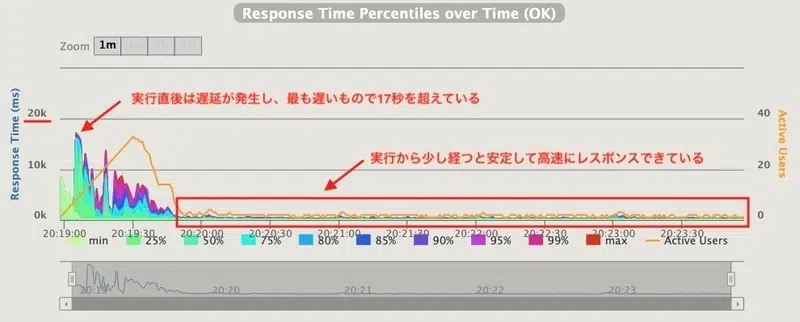 Response Time Percentiles over Time (OK)
Zoom 1m
実行直後は遅延が発生し、最も遅いもので17秒を超えている
実行から少し経つと安定して高速にレスポンスできている
Response Time (ms)
20k
10k
0k
40
20
0
Active Users
20:19:00 20:19:30 20:20:00 20:20:30 20:21:00 20:21:30 20:22:00 20:22:30 20:23:00 20:23:30
min 25% 50% 75% 80% 85% 90% 95% 99% max Active Users
20:19 20:20 20:21 20:22 20:23